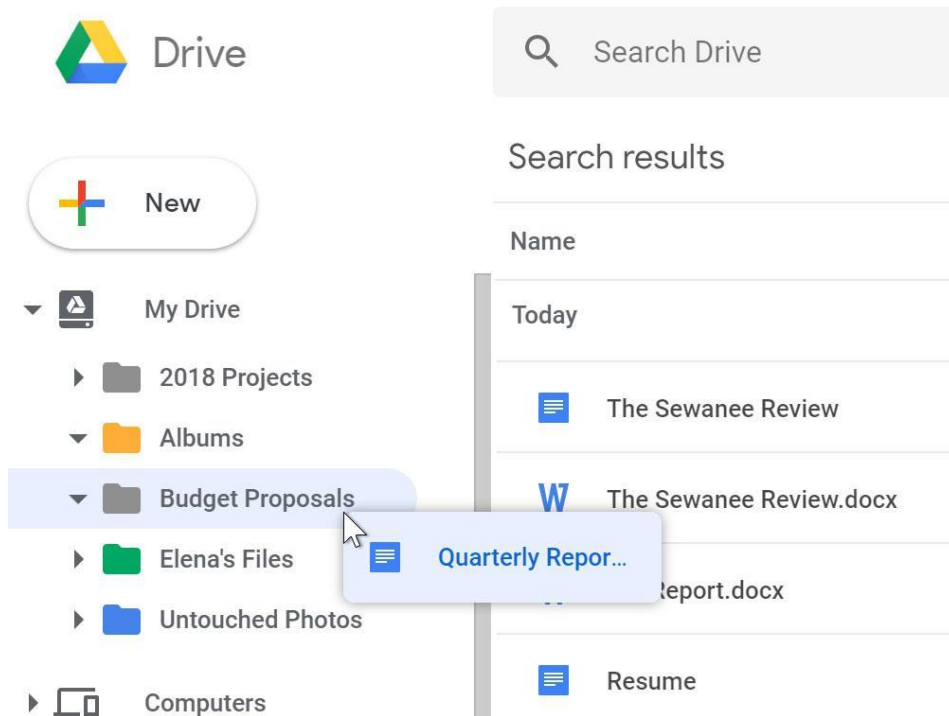 Drive
Search Drive
New
Search results
Name
My Drive
Today
2018 Projects
Albums
Budget Proposals
Elena's Files
Untouched Photos
Computers
The Sewanee Review
The Sewanee Review.docx
Quarterly Repor...
Report.docx
Resume